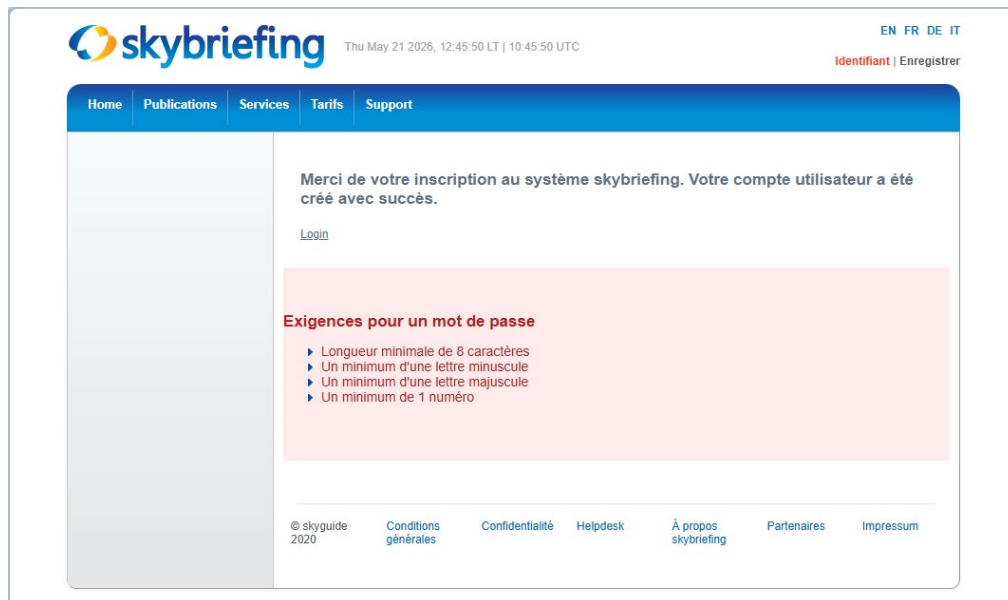 skybriefing
Thu May 21 2026, 12:45:50 LT | 10:45:50 UTC
EN FR DE IT
Identifiant | Enregistrer
Home Publications Services Tarifs Support
Merci de votre inscription au système skybriefing. Votre compte utilisateur a été
créé avec succès.
Login
Exigences pour un mot de passe
Longueur minimale de 8 caractères
Un minimum d'une lettre minuscule
Un minimum d'une lettre majuscule
Un minimum de 1 numéro
© skyguide
2020
Conditions
générales
Confidentialité
Helpdesk
À propos
skybriefing
Partenaires
Impressum